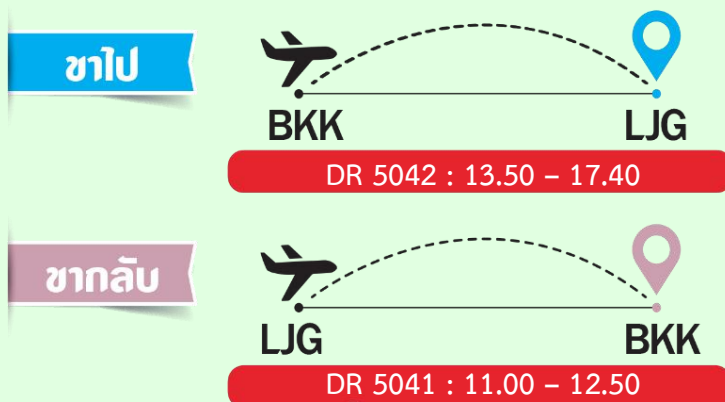 ขาไป
BKK LJG
DR 5042 : 13.50 – 17.40
ขากลับ
LJG BKK
DR 5041 : 11.00 – 12.50